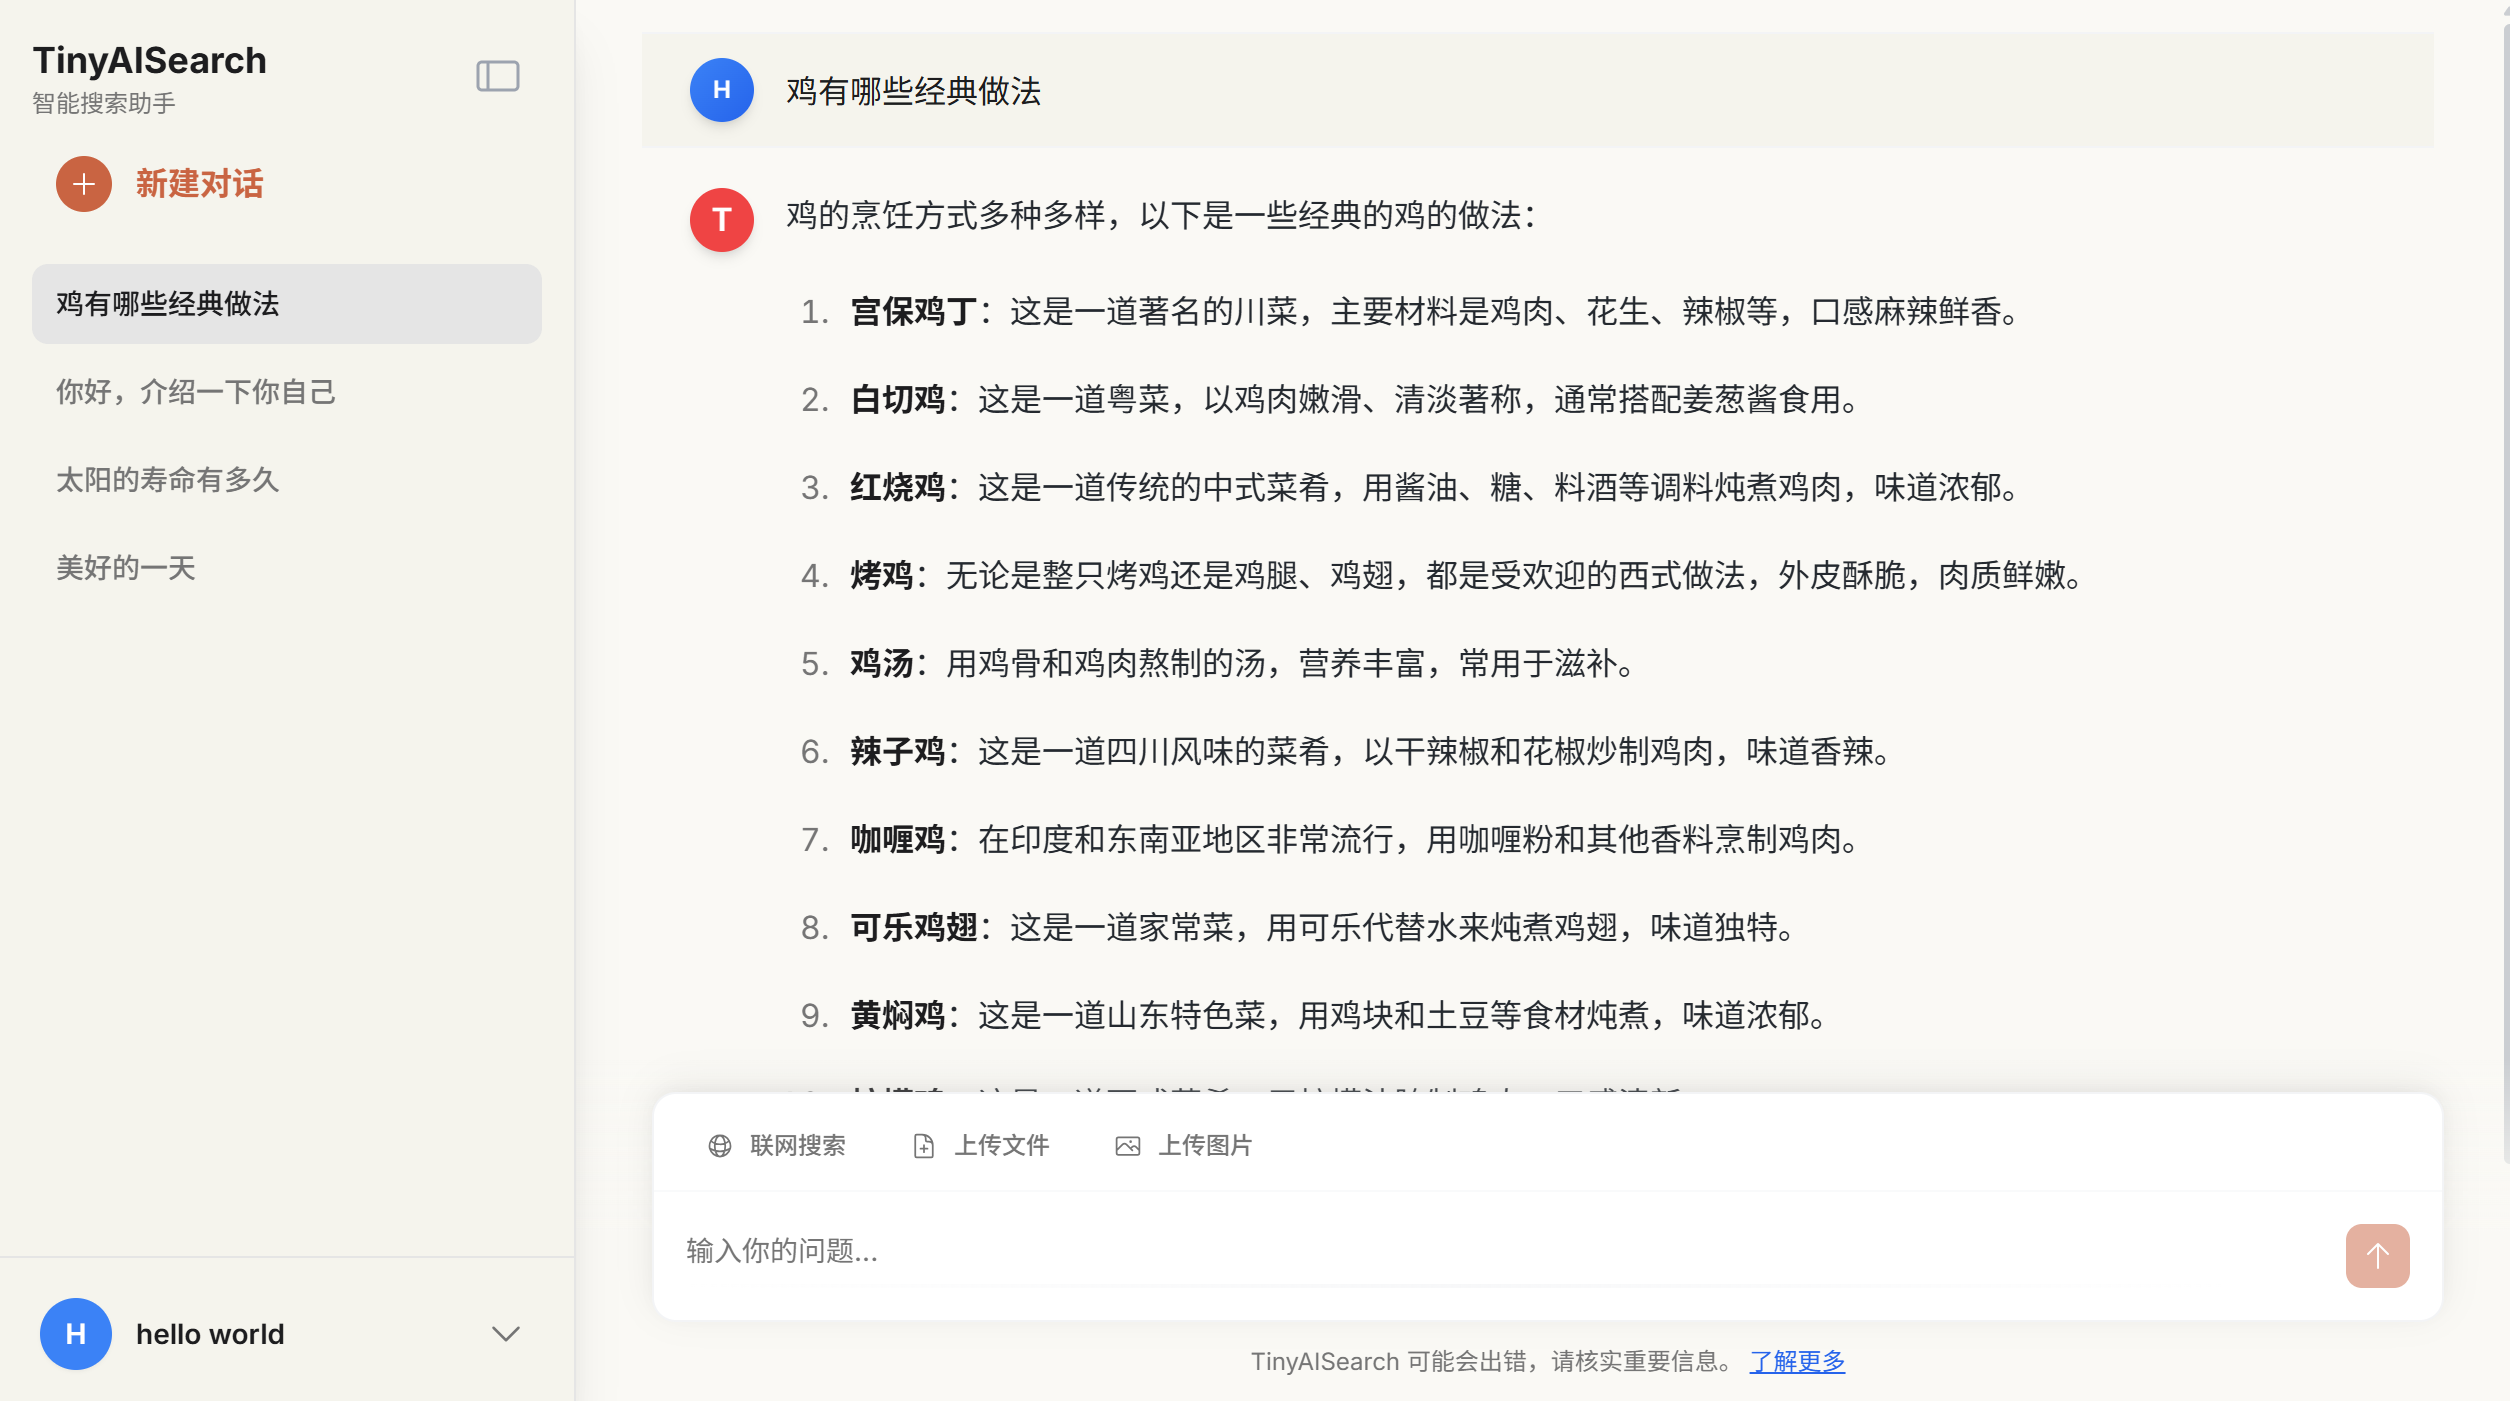 TinyAISearch
智能搜索助手
新建对话
鸡有哪些经典做法
你好，介绍一下你自己
太阳的寿命有多久
美好的一天
H
hello world
H
鸡有哪些经典做法
T
鸡的烹饪方式多种多样，以下是一些经典的鸡的做法：
1. 宫保鸡丁：这是一道著名的川菜，主要材料是鸡肉、花生、辣椒等，口感麻辣鲜香。
2. 白切鸡：这是一道粤菜，以鸡肉嫩滑、清淡著称，通常搭配姜葱酱食用。
3. 红烧鸡：这是一道传统的中式菜肴，用酱油、糖、料酒等调料炖煮鸡肉，味道浓郁。
4. 烤鸡：无论是整只烤鸡还是鸡腿、鸡翅，都是受欢迎的西式做法，外皮酥脆，肉质鲜嫩。
5. 鸡汤：用鸡骨和鸡肉熬制的汤，营养丰富，常用于滋补。
6. 辣子鸡：这是一道四川风味的菜肴，以干辣椒和花椒炒制鸡肉，味道香辣。
7. 咖喱鸡：在印度和东南亚地区非常流行，用咖喱粉和其他香料烹制鸡肉。
8. 可乐鸡翅：这是一道家常菜，用可乐代替水来炖煮鸡翅，味道独特。
9. 黄焖鸡：这是一道山东特色菜，用鸡块和土豆等食材炖煮，味道浓郁。
联网搜索
上传文件
上传图片
输入你的问题...
TinyAISearch 可能会出错，请核实重要信息。 了解更多